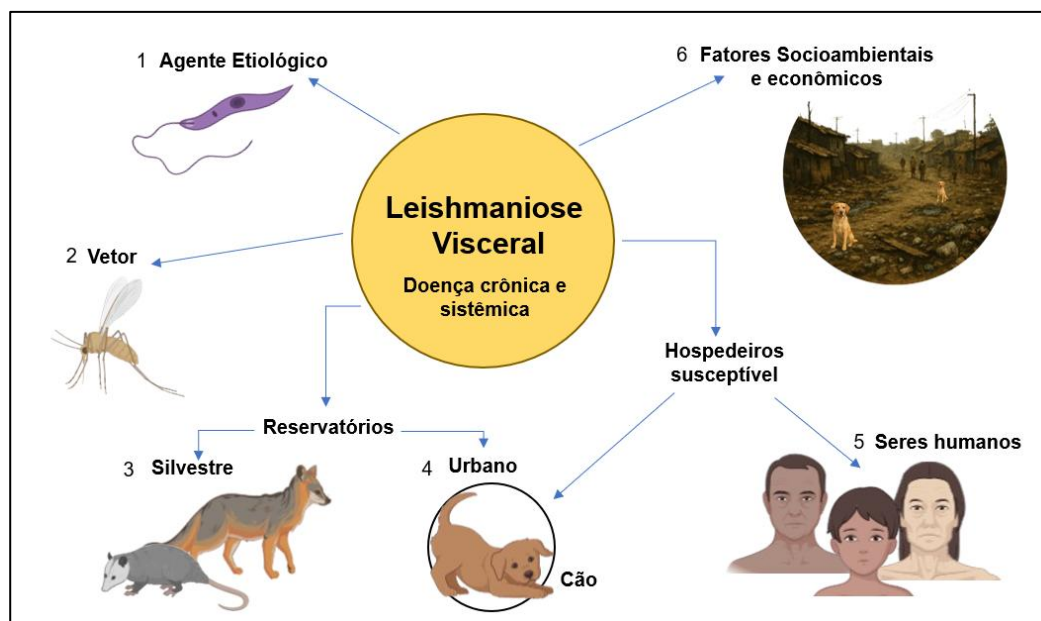 1 Agente Etiológico
6 Fatores Socioambientais
e econômicos
Leishmaniose
Visceral
Doença crônica e
sistêmica
2 Vetor
Hospedeiros
susceptível
Reservatórios
3 Silvestre
4 Urbano
5 Seres humanos
Cão